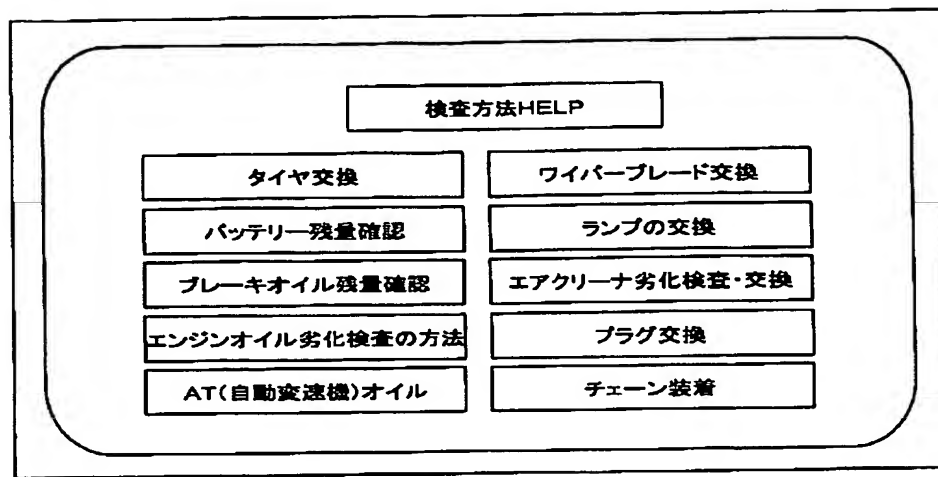 検査方法HELP
タイヤ交換
バッテリー残量確認
ブレーキオイル残量確認
エンジンオイル劣化検査の方法
AT(自動変速機)オイル
ワイパーブレード交換
ランプの交換
エアクリーナ劣化検査・交換
プラグ交換
チェーン装着